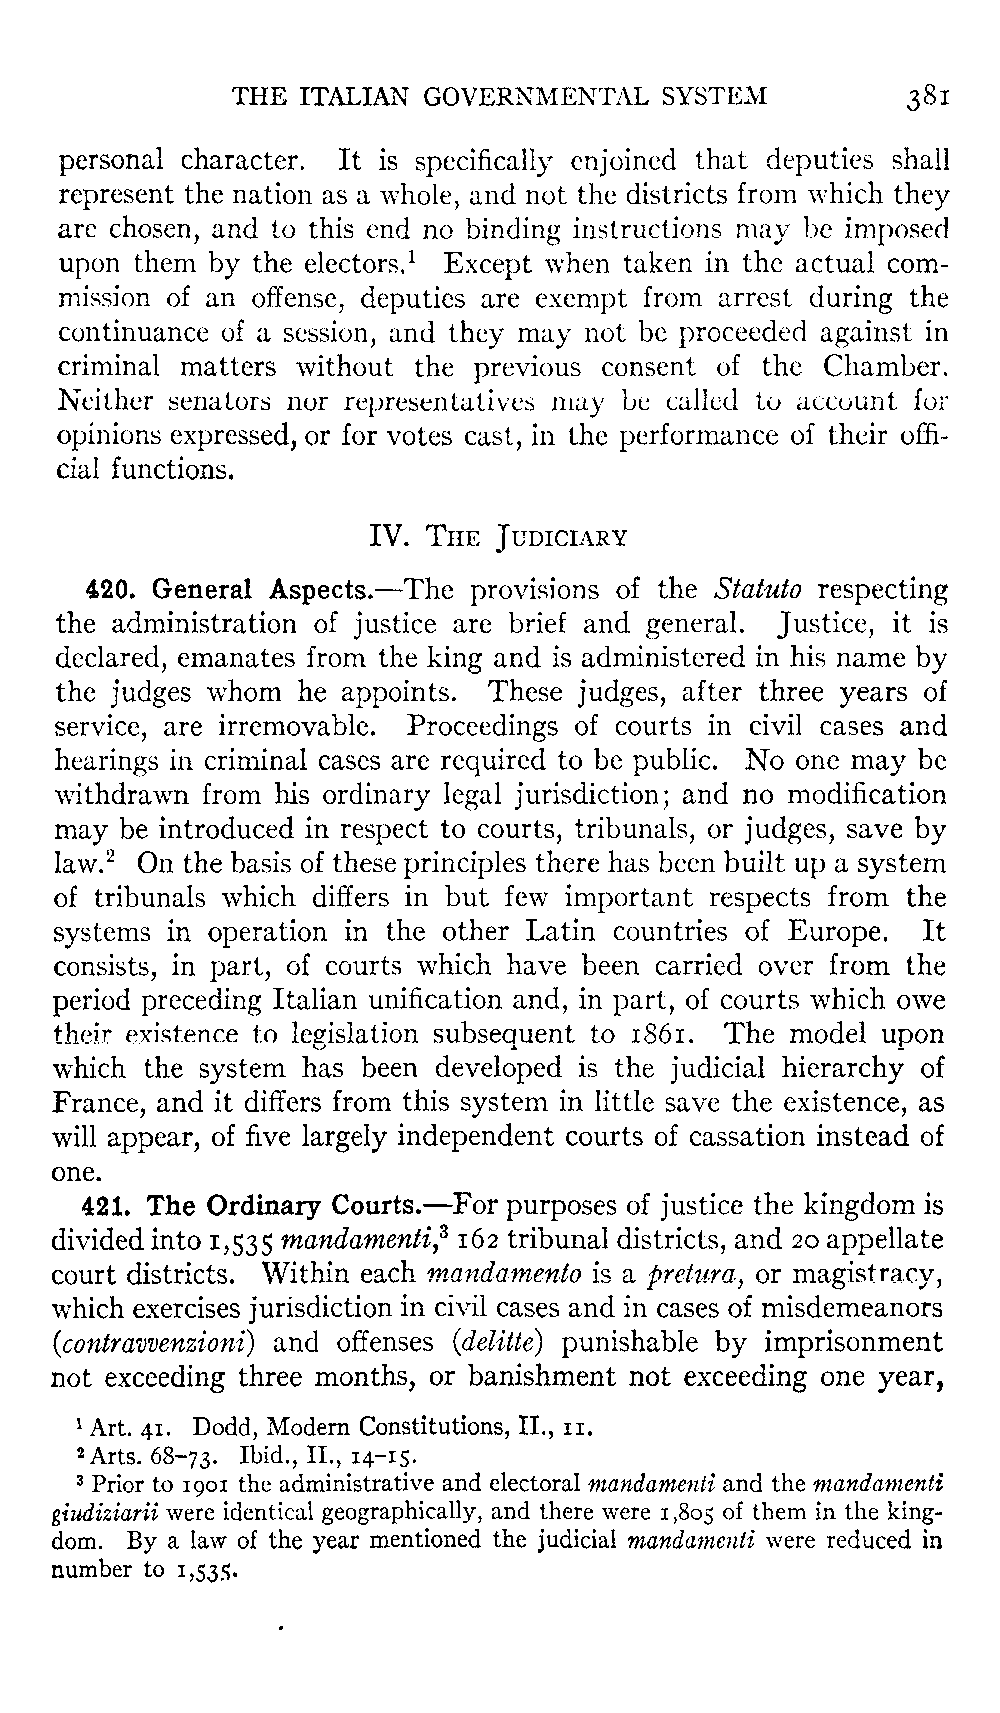 THE ITALIAN GOVERNMENTAL SYSTEM 381
personal character. It is specifically enjoined that deputies shall
represent the nation as a whole, and not the districts from which they
are chosen, and to this end no binding instructions may be imposed
upon them by the electors.¹ Except when taken in the actual com-
mission of an offense, deputies are exempt from arrest during the
continuance of a session, and they may not be proceeded against in
criminal matters without the previous consent of the Chamber.
Neither senators nor representatives may be called to account for
opinions expressed, or for votes cast, in the performance of their offi-
cial functions.
IV. THE JUDICIARY
420. General Aspects.—The provisions of the Statuto respecting
the administration of justice are brief and general. Justice, it is
declared, emanates from the king and is administered in his name by
the judges whom he appoints. These judges, after three years of
service, are irremovable. Proceedings of courts in civil cases and
hearings in criminal cases are required to be public. No one may be
withdrawn from his ordinary legal jurisdiction; and no modification
may be introduced in respect to courts, tribunals, or judges, save by
law.² On the basis of these principles there has been built up a system
of tribunals which differs in but few important respects from the
systems in operation in the other Latin countries of Europe. It
consists, in part, of courts which have been carried over from the
period preceding Italian unification and, in part, of courts which owe
their existence to legislation subsequent to 1861. The model upon
which the system has been developed is the judicial hierarchy of
France, and it differs from this system in little save the existence, as
will appear, of five largely independent courts of cassation instead of
one.
421. The Ordinary Courts.—For purposes of justice the kingdom is
divided into 1,535 mandamenti,³ 162 tribunal districts, and 20 appellate
court districts. Within each mandamento is a pretura, or magistracy,
which exercises jurisdiction in civil cases and in cases of misdemeanors
(contravvenzioni) and offenses (delitte) punishable by imprisonment
not exceeding three months, or banishment not exceeding one year,
¹ Art. 41. Dodd, Modern Constitutions, II., 11.
² Arts. 68–73. Ibid., II., 14–15.
³ Prior to 1901 the administrative and electoral mandamenti and the mandamenti
giudiziarii were identical geographically, and there were 1,805 of them in the king-
dom. By a law of the year mentioned the judicial mandamenti were reduced in
number to 1,535.